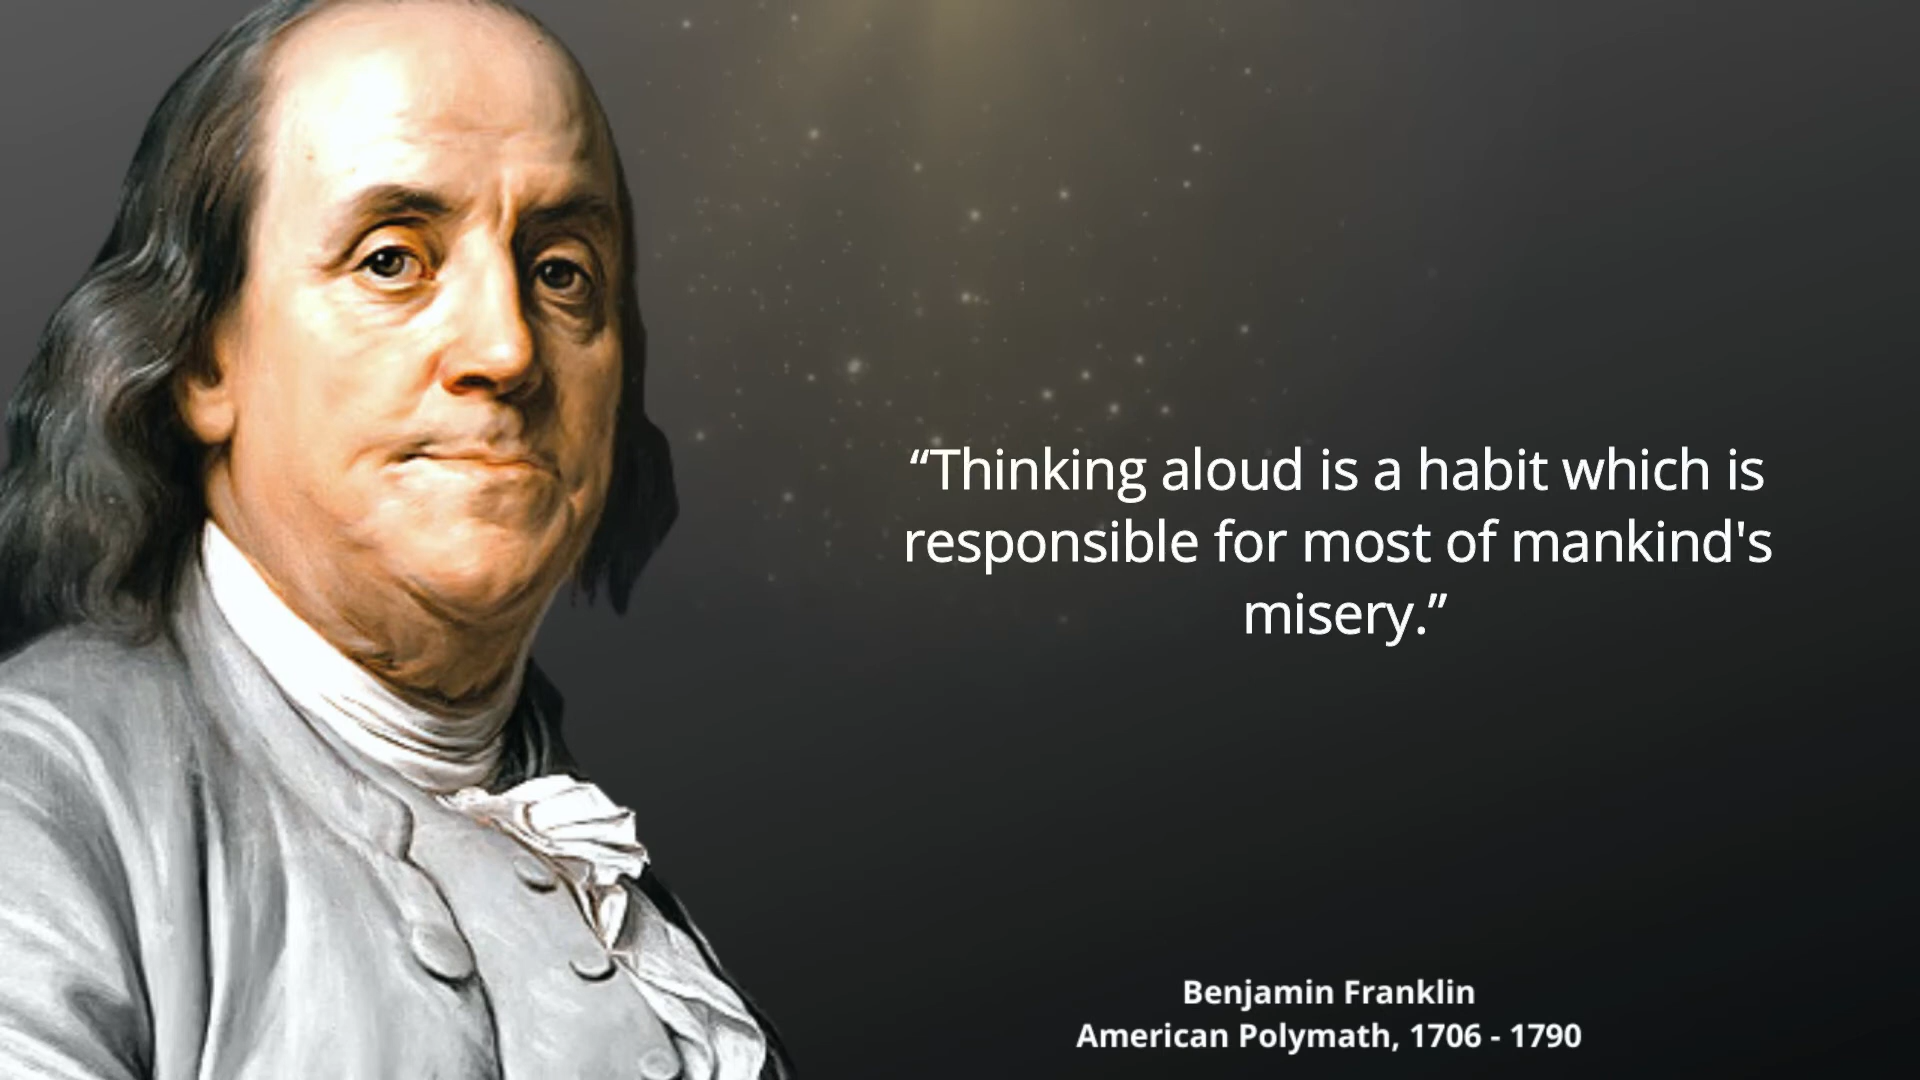 “Thinking aloud is a habit which is
responsible for most of mankind's
misery.”
Benjamin Franklin
American Polymath, 1706 - 1790